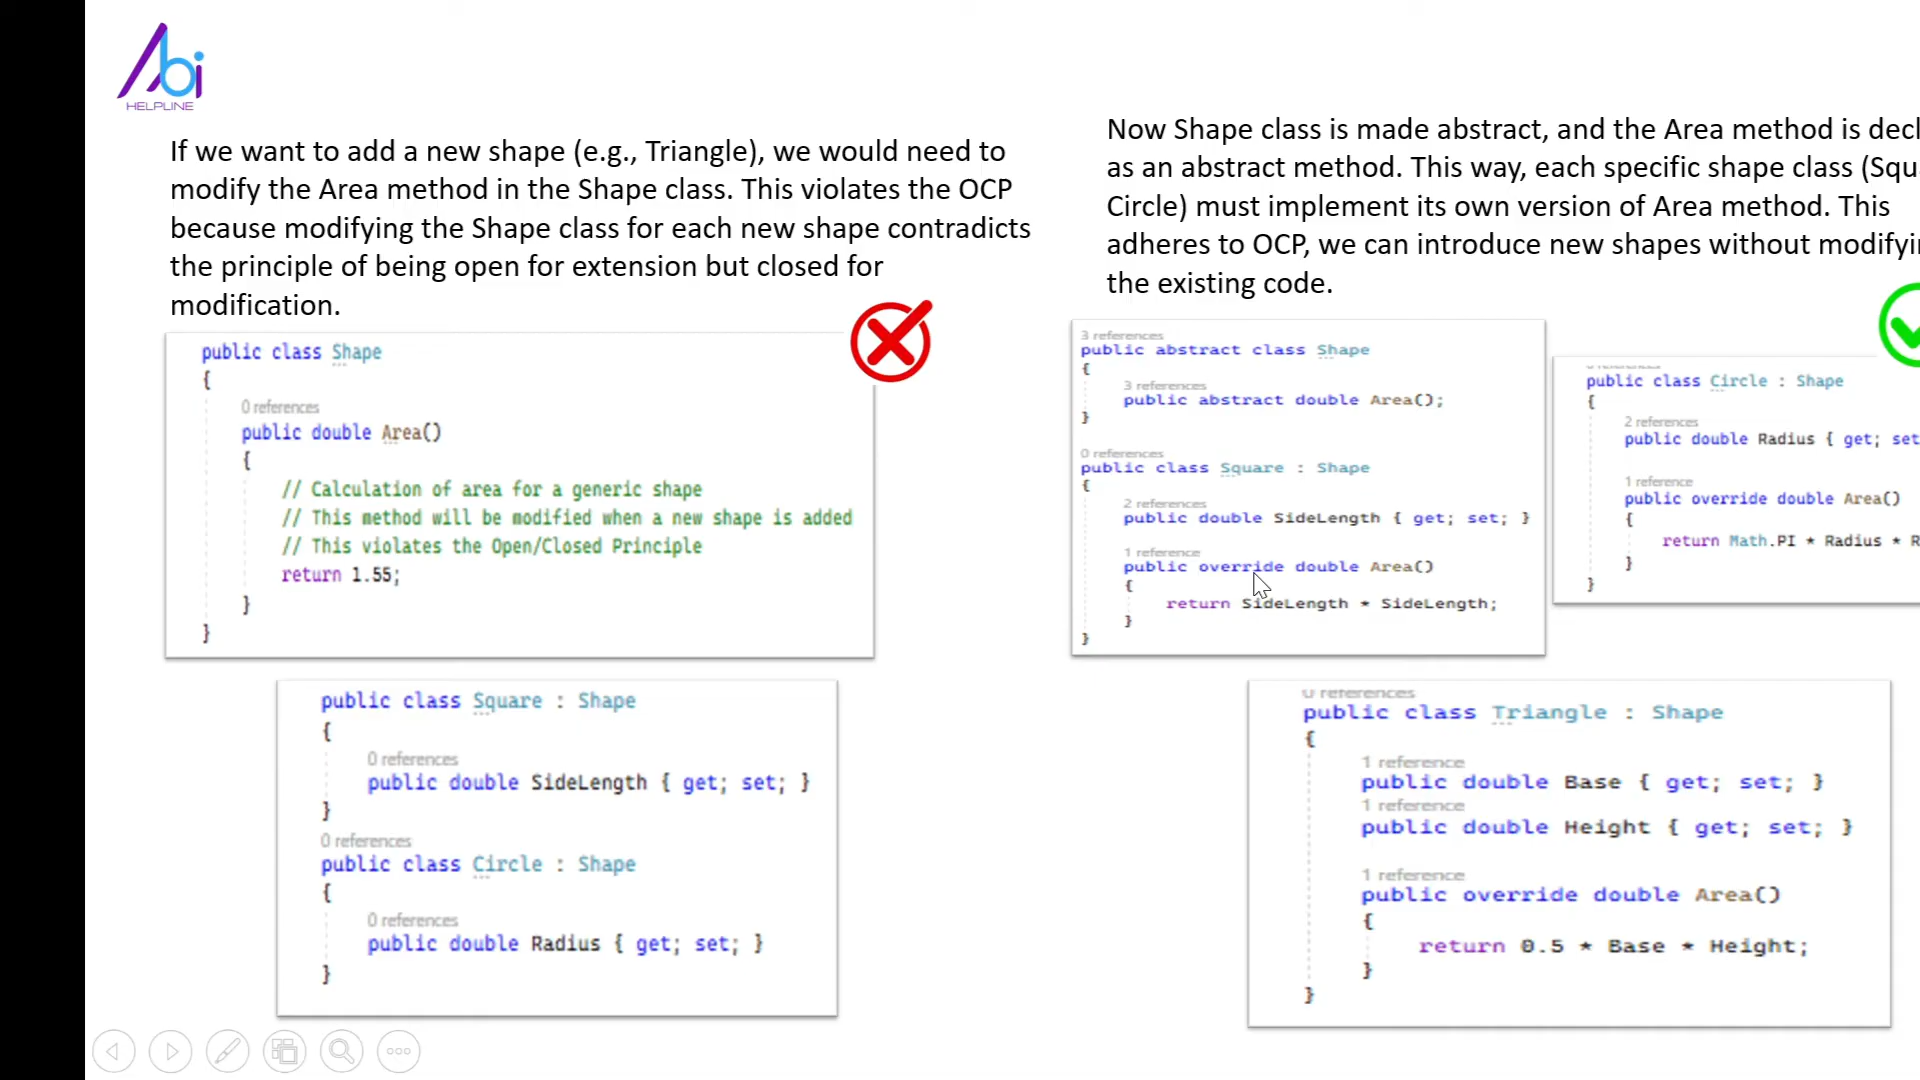 Abi
HELPLINE
If we want to add a new shape (e.g., Triangle), we would need to
modify the Area method in the Shape class. This violates the OCP
because modifying the Shape class for each new shape contradicts
the principle of being open for extension but closed for
modification.
public class Shape
{
0 references
public double Area()
{
// Calculation of area for a generic shape
// This method will be modified when a new shape is added
// This violates the Open/Closed Principle
return 1.55;
}
}
public class Square : Shape
{
0 references
public double SideLength { get; set; }
}
0 references
public class Circle : Shape
{
0 references
public double Radius { get; set; }
}
Now Shape class is made abstract, and the Area method is
as an abstract method. This way, each specific shape class
Circle) must implement its own version of Area method. This
adheres to OCP, we can introduce new shapes without
the existing code.
3 references
public abstract class Shape
{
3 references
public abstract double Area();
}
0 references
public class Square : Shape
{
2 references
public double SideLength { get; set; }
1 reference
public override double Area()
{
return SideLength * SideLength;
}
}
public class Circle : Shape
{
2 references
public double Radius { get; set
1 reference
public override double Area()
{
return Math.PI * Radius *
}
}
0 references
public class Triangle : Shape
{
1 reference
public double Base { get; set; }
1 reference
public double Height { get; set; }
1 reference
public override double Area()
{
return 0.5 * Base * Height;
}
}